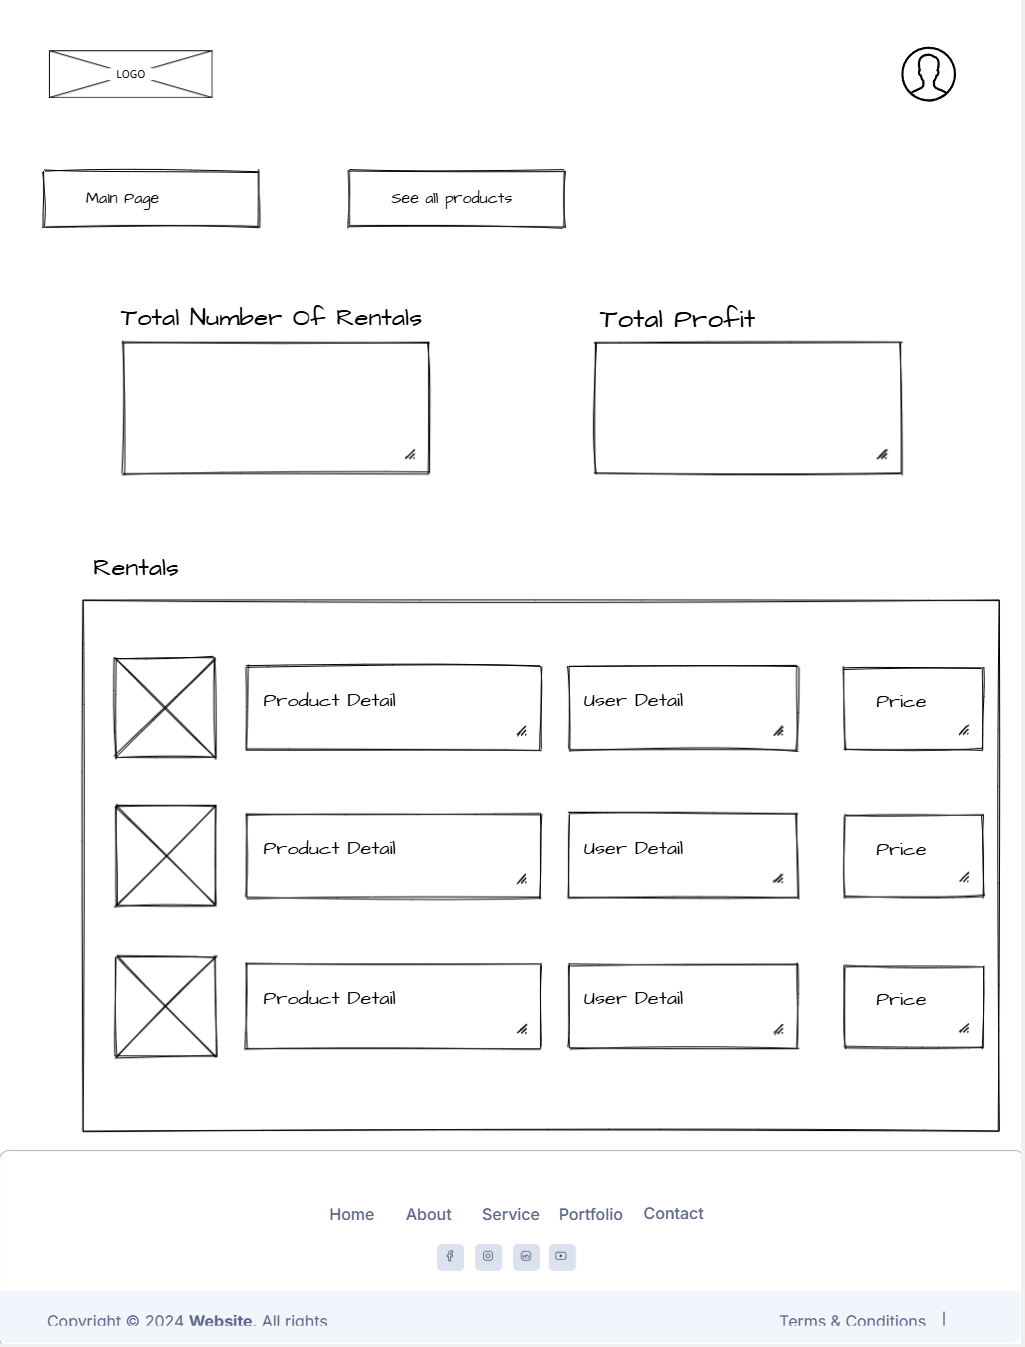 LOGO
Main Page
See all products
Total Number Of Rentals
Total Profit
Rentals
Product Detail
User Detail
Price
Product Detail
User Detail
Price
Product Detail
User Detail
Price
Home About Service Portfolio Contact
Copyright © 2024 Website. All rights
Terms & Conditions |